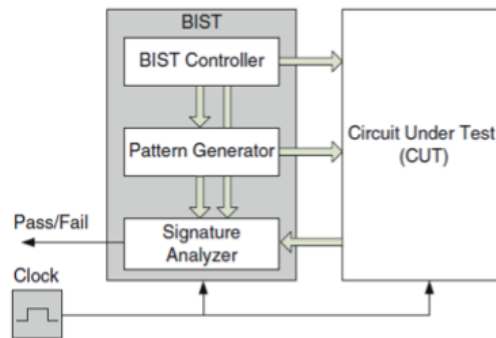 BIST
BIST Controller
Pattern Generator
Circuit Under Test
(CUT)
Pass/Fail
Signature
Analyzer
Clock